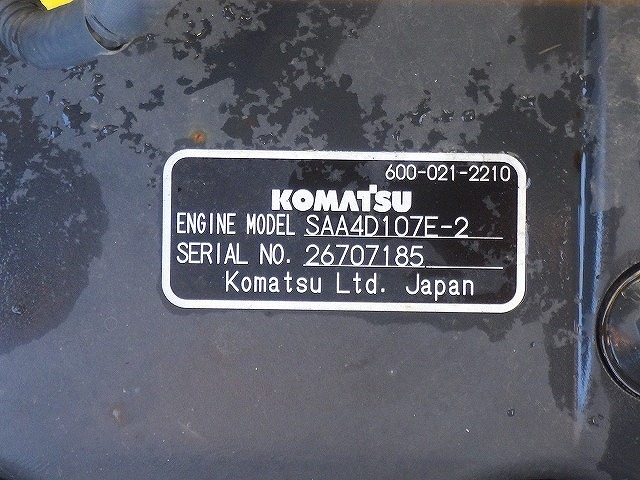 600-021-2210
KOMATSU
ENGINE MODEL SAA4D107E-2
SERIAL NO. 26707185
Komatsu Ltd. Japan